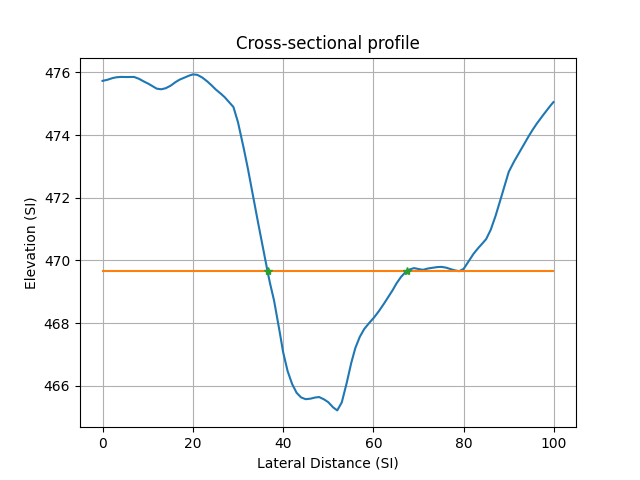 Cross-sectional profile
476
474
472
470
468
466
Elevation (SI)
0 20 40 60 80 100
Lateral Distance (SI)